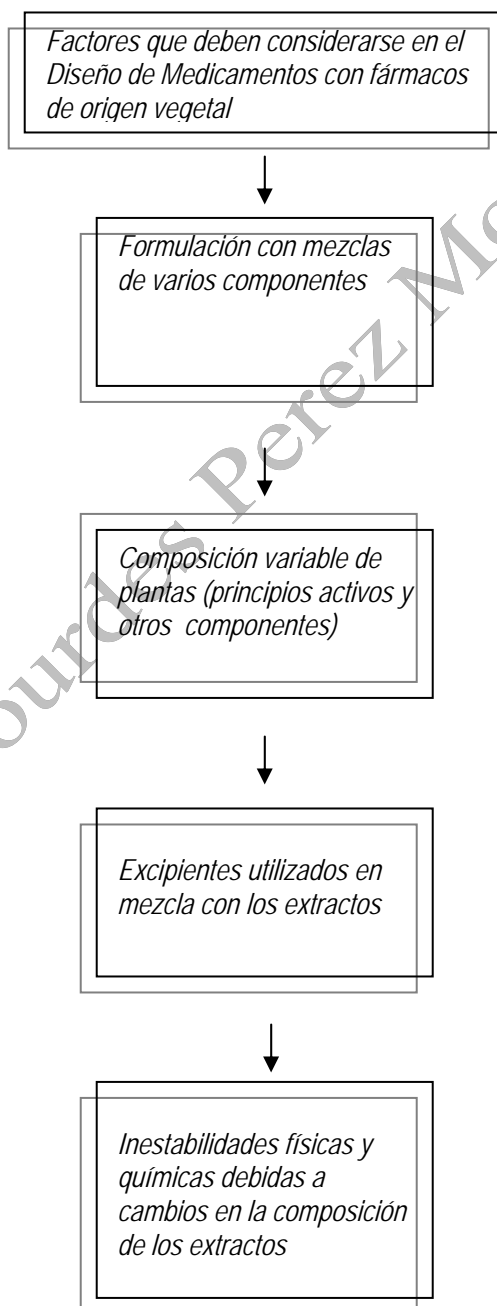 Factores que deben considerarse en el
Diseño de Medicamentos con fármacos
de origen vegetal
Formulación con mezclas
de varios componentes
Composición variable de
plantas (principios activos y
otros componentes)
Excipientes utilizados en
mezcla con los extractos
Inestabilidades físicas y
químicas debidas a
cambios en la composición
de los extractos
ourdes Perez M